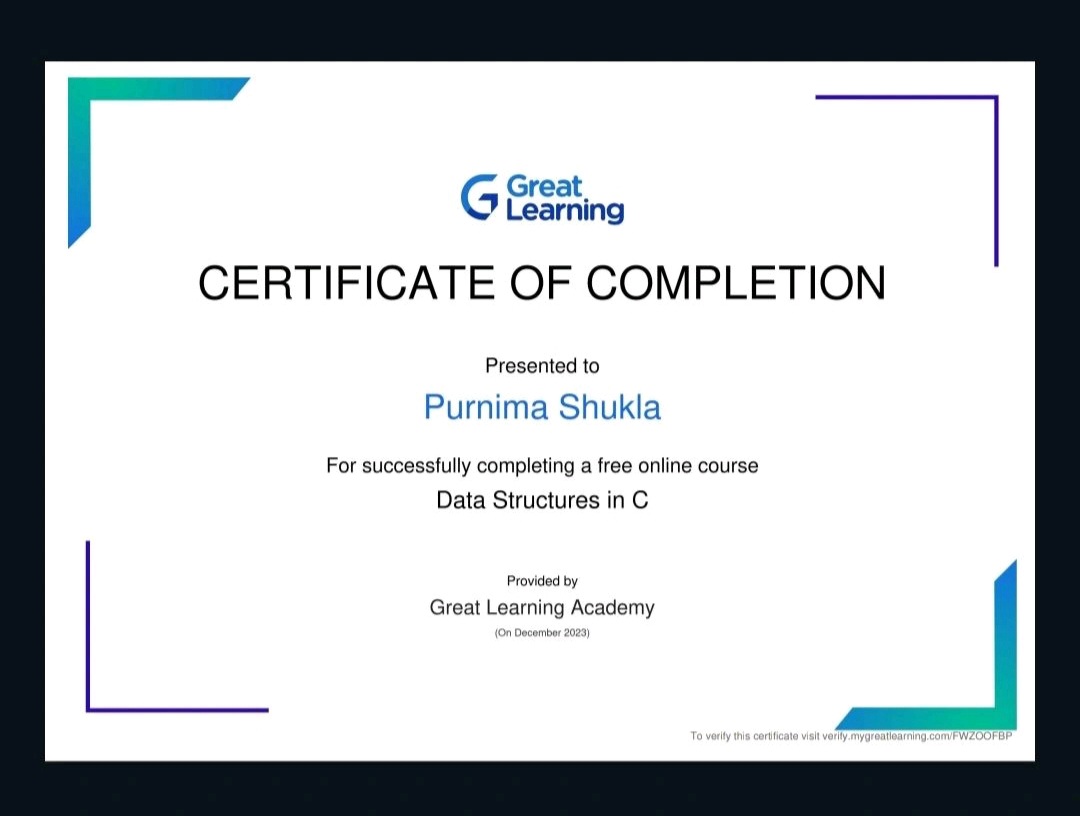 Great
Learning
CERTIFICATE OF COMPLETION
Presented to
Purnima Shukla
For successfully completing a free online course
Data Structures in C
Provided by
Great Learning Academy
(On December 2023)
To verify this certificate visit verify.mygreatlearning.com/FWZOOFBP